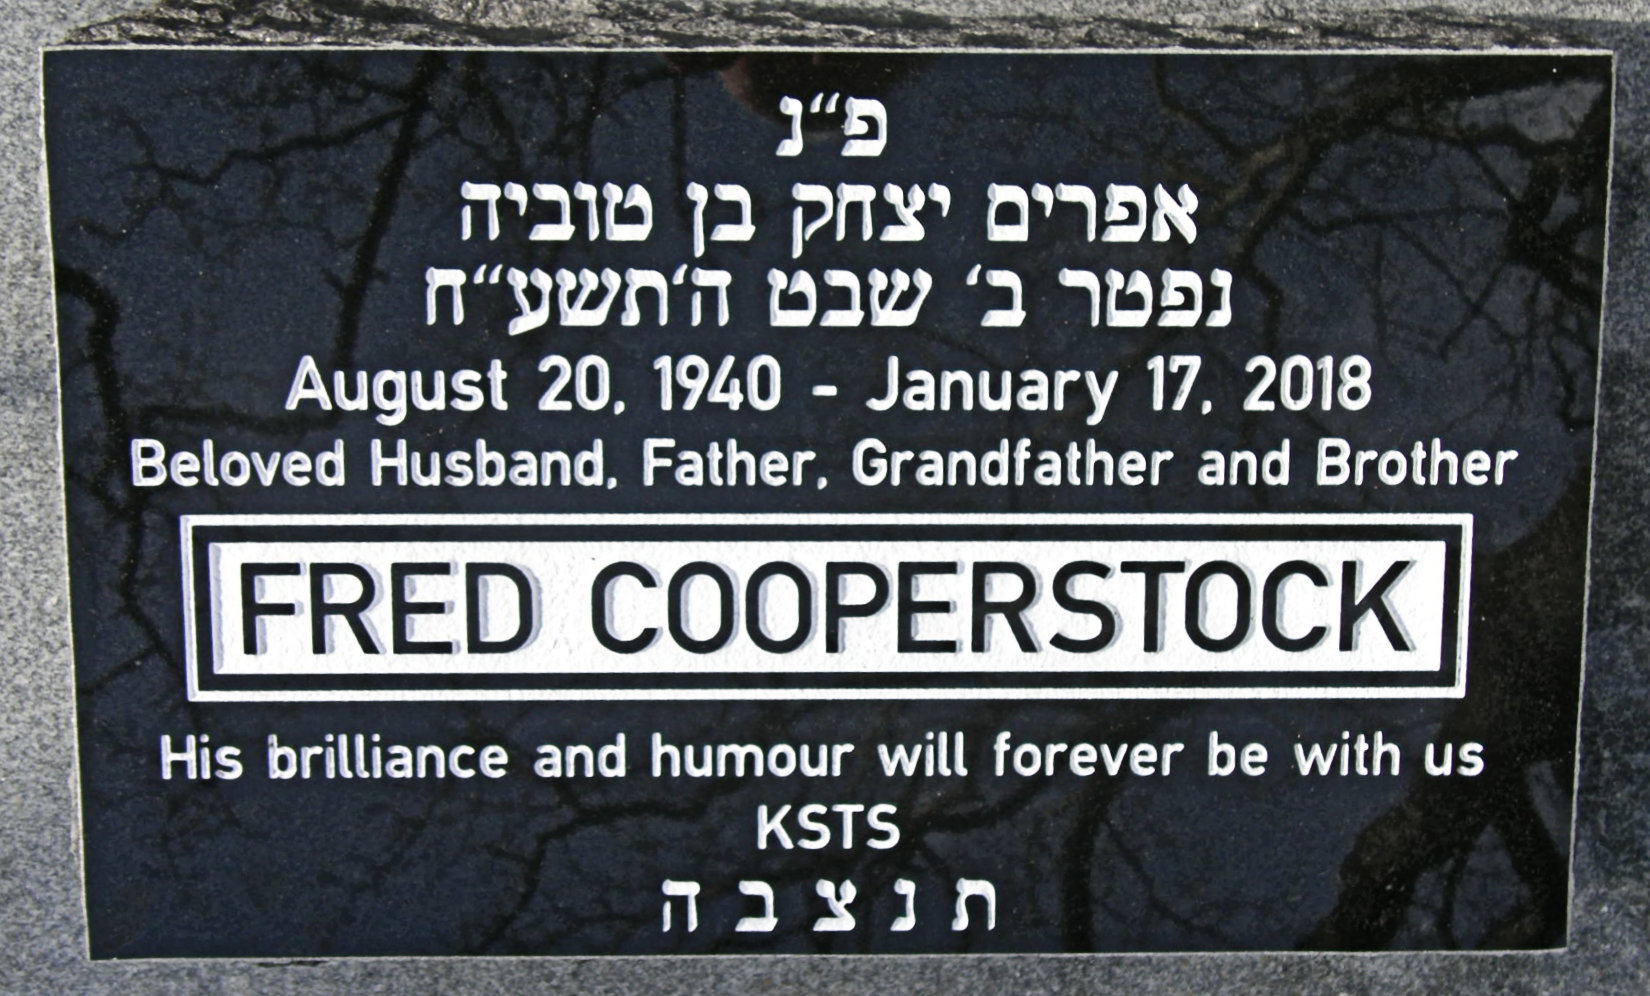 פ״נ
אפרים יצחק בן טוביה
נפטר ב׳ שבט ה׳תשע״ח
August 20, 1940 - January 17, 2018
Beloved Husband, Father, Grandfather and Brother
FRED COOPERSTOCK
His brilliance and humour will forever be with us
KSTS
ת נ צ ב ה